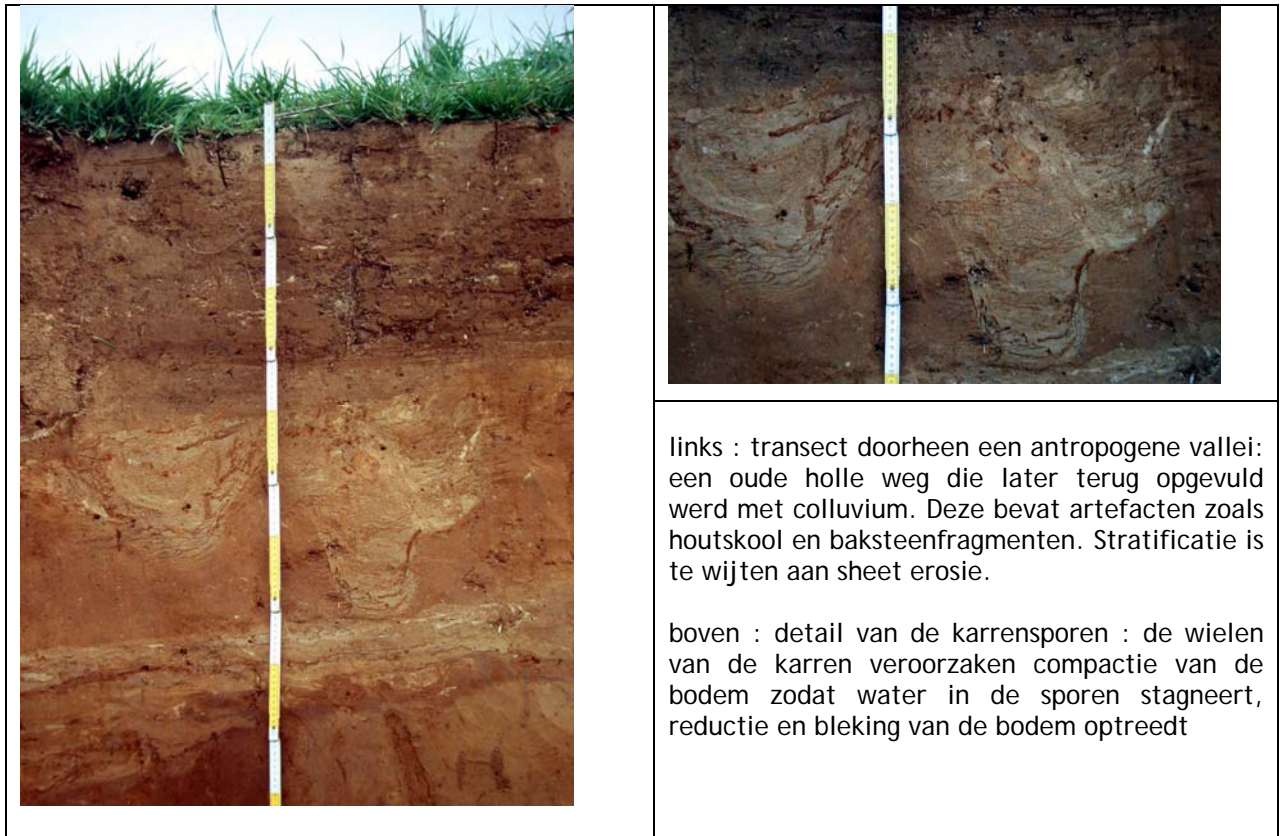 links : transect doorheen een antropogene vallei:
een oude holle weg die later terug opgevuld
werd met colluvium. Deze bevat artefacten zoals
houtskool en baksteenfragmenten. Stratificatie is
te wijten aan sheet erosie.
boven : detail van de karrensporen : de wielen
van de karren veroorzaken compactie van de
bodem zodat water in de sporen stagneert,
reductie en bleking van de bodem optreedt